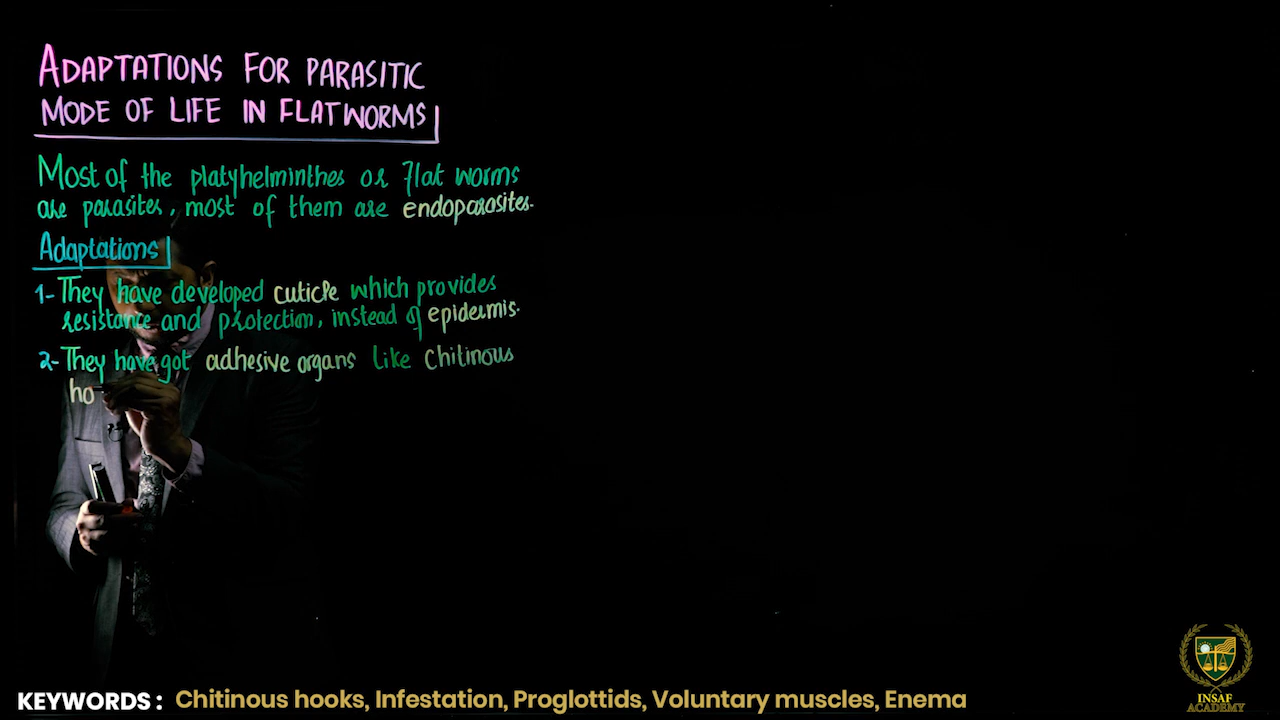 ADAPTATIONS FOR PARASITIC
MODE OF LIFE IN FLATWORMS
Most of the platyhelminthes or flat worms
are parasites, most of them are endoparasites.
Adaptations
1- They have developed cuticle which provides
resistance and protection, instead of epidermis.
2- They have got adhesive organs like Chitinous
ho
KEYWORDS : Chitinous hooks, Infestation, Proglottids, Voluntary muscles, Enema
INSAF
ACADEMY